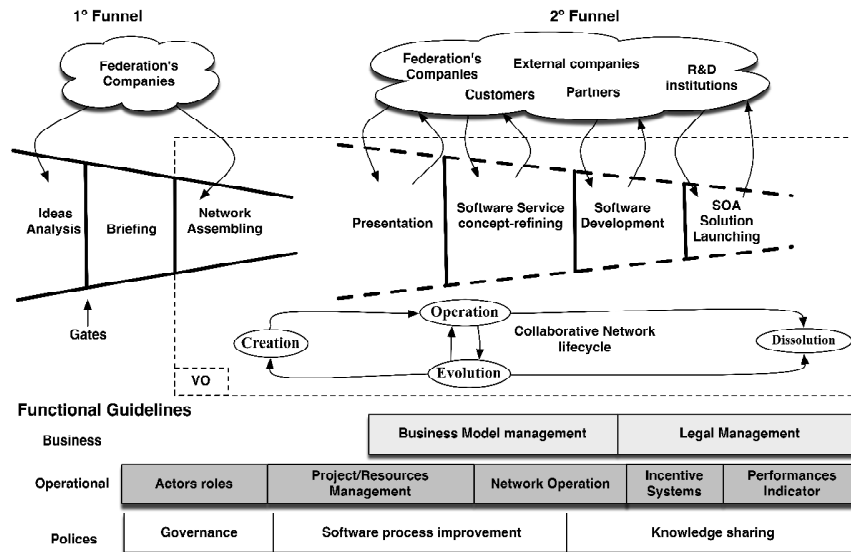 1° Funnel
2° Funnel
Federation's
Companies
Federation's
Companies
External companies
R&D
institutions
Customers
Partners
Ideas
Analysis
Briefing
Network
Assembling
Presentation
Software Service
concept-refining
Software
Development
SOA
Solution
Launching
Gates
Creation
Operation
Evolution
Collaborative Network
lifecycle
Dissolution
VO
Functional Guidelines
Business
Business Model management
Legal Management
Operational
Actors roles
Project/Resources
Management
Network Operation
Incentive
Systems
Performances
Indicator
Polices
Governance
Software process improvement
Knowledge sharing